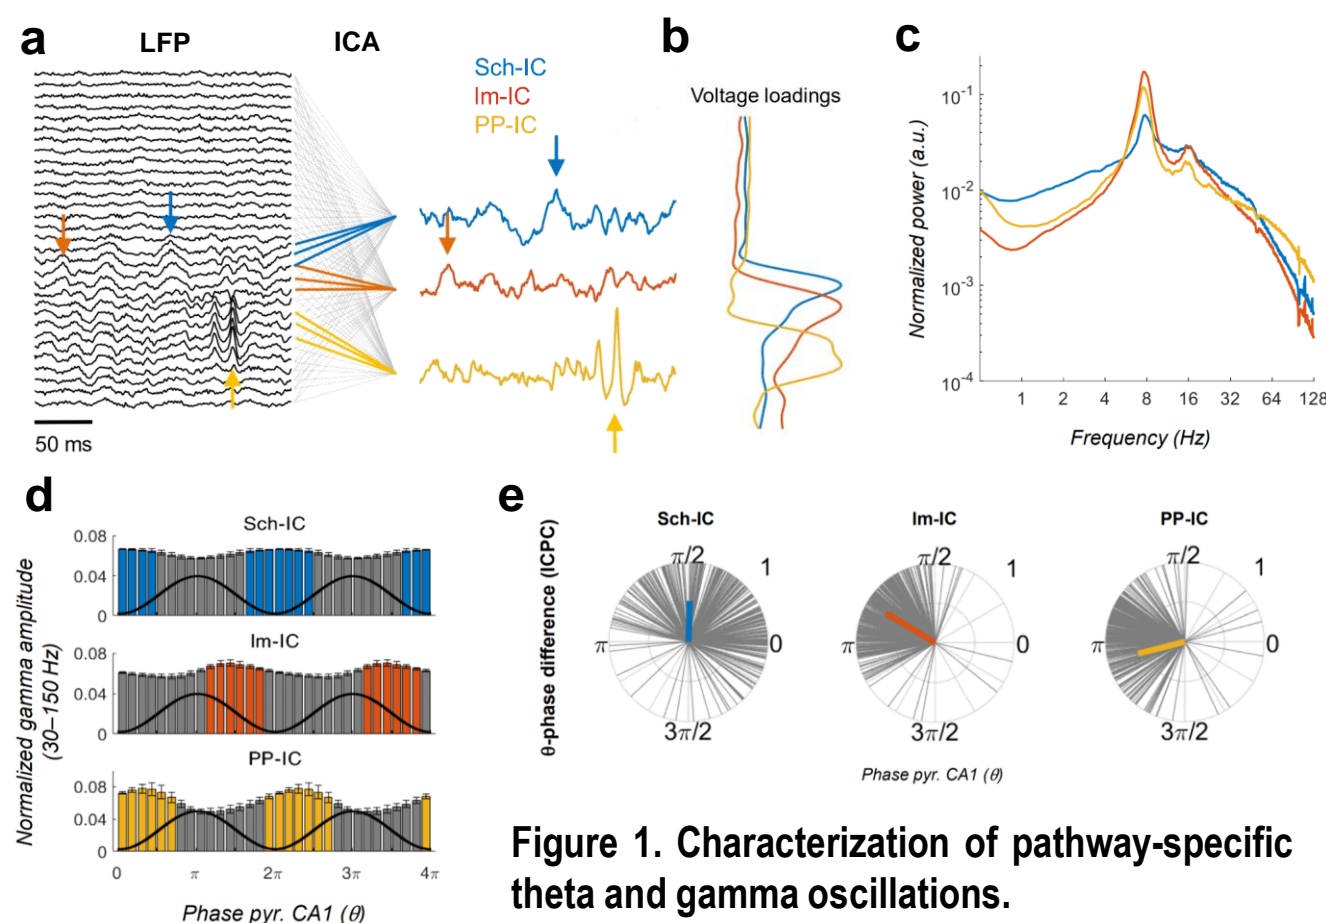 a
LFP
ICA
Sch-IC
Im-IC
PP-IC
50 ms
b
Voltage loadings
c
Normalized power (a.u.)
10⁻¹
10⁻²
10⁻³
10⁻⁴
1 2 4 8 16 32 64 128
Frequency (Hz)
d
Normalized gamma amplitude
(30–150 Hz)
Sch-IC
0.08
0.04
0
Im-IC
0.08
0.04
0
PP-IC
0.08
0.04
0
0 π 2π 3π 4π
Phase pyr. CA1 (θ)
e
θ-phase difference (ICPC)
Sch-IC
π/2
1
π
0
3π/2
Im-IC
π/2
1
π
0
3π/2
PP-IC
π/2
1
π
0
3π/2
Phase pyr. CA1 (θ)
Figure 1. Characterization of pathway-specific
theta and gamma oscillations.